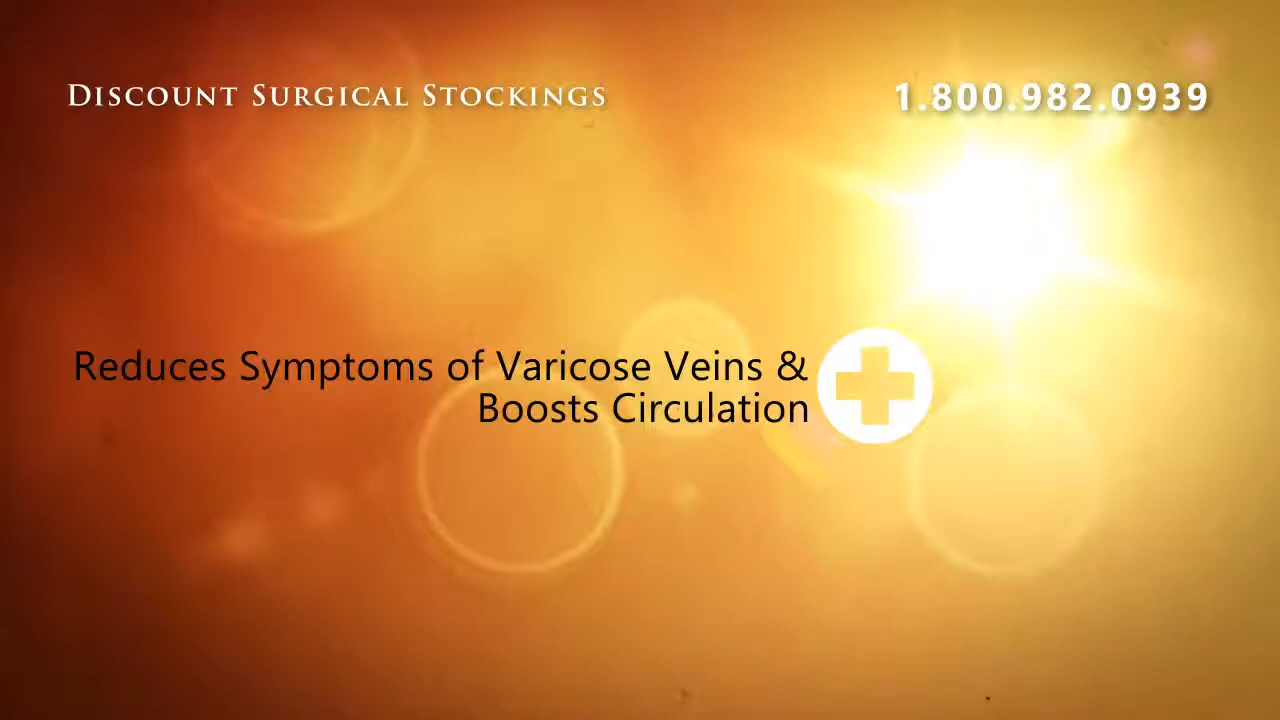 Discount Surgical Stockings
1.800.982.0939
Reduces Symptoms of Varicose Veins &
Boosts Circulation